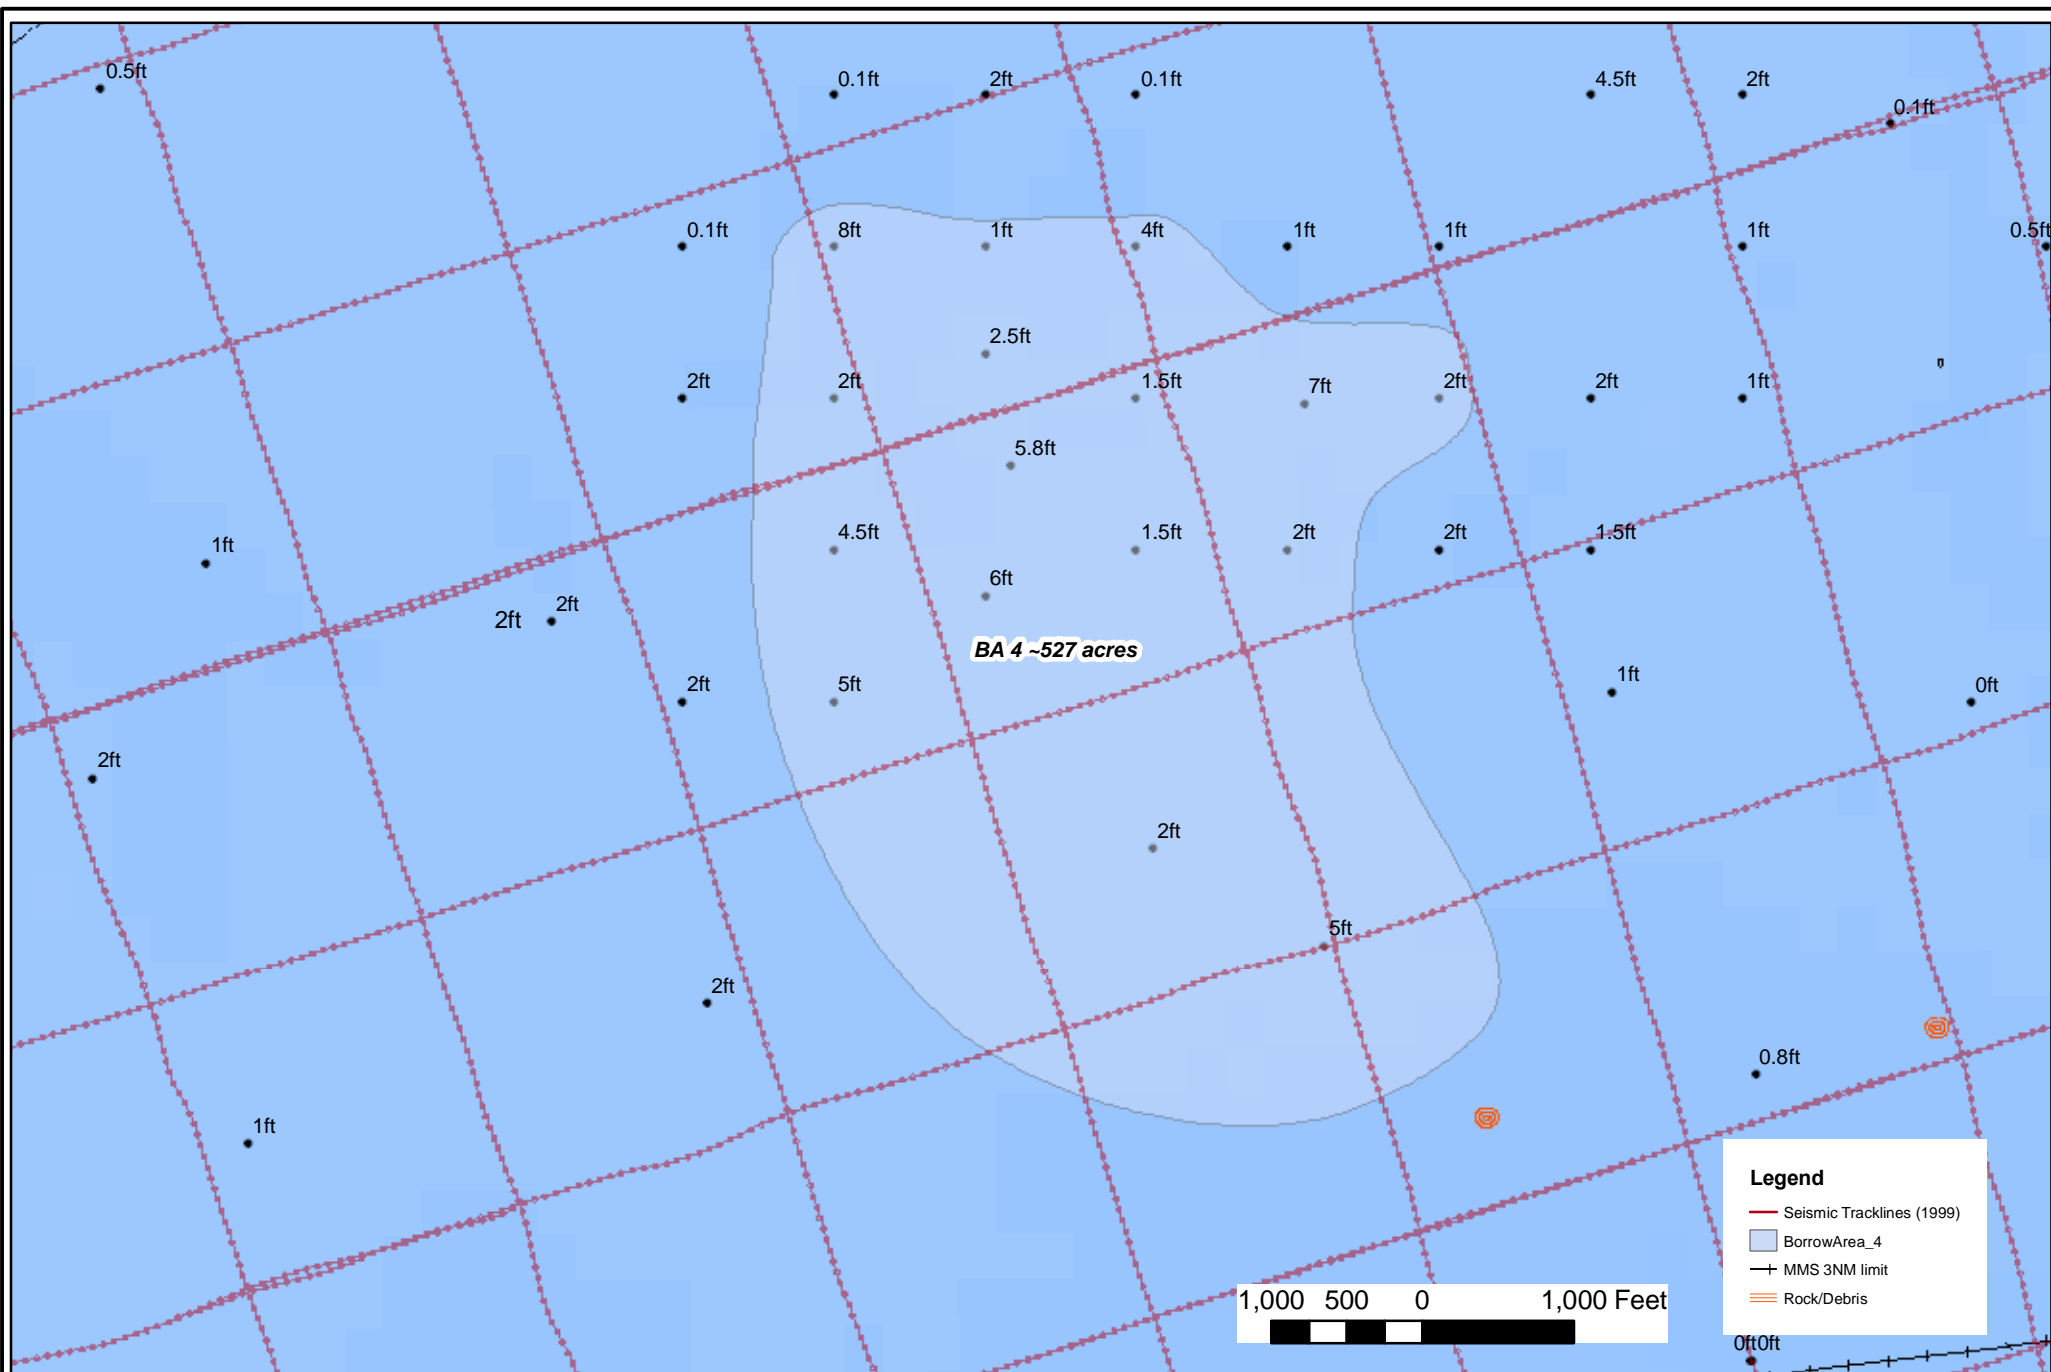 0.5ft
0.1ft 2ft 0.1ft 4.5ft 2ft
0.1ft
0.1ft 8ft 1ft 4ft 1ft 1ft 1ft 0.5ft
2.5ft
2ft 2ft 1.5ft 7ft 2ft 2ft 1ft
5.8ft
1ft 4.5ft 1.5ft 2ft 2ft 1.5ft
6ft
2ft 2ft
BA 4 ~527 acres
2ft 5ft 1ft 0ft
2ft
2ft
5ft
2ft
0.8ft
1ft
Legend
Seismic Tracklines (1999)
BorrowArea_4
MMS 3NM limit
Rock/Debris
1,000 500 0 1,000 Feet
0ft0ft